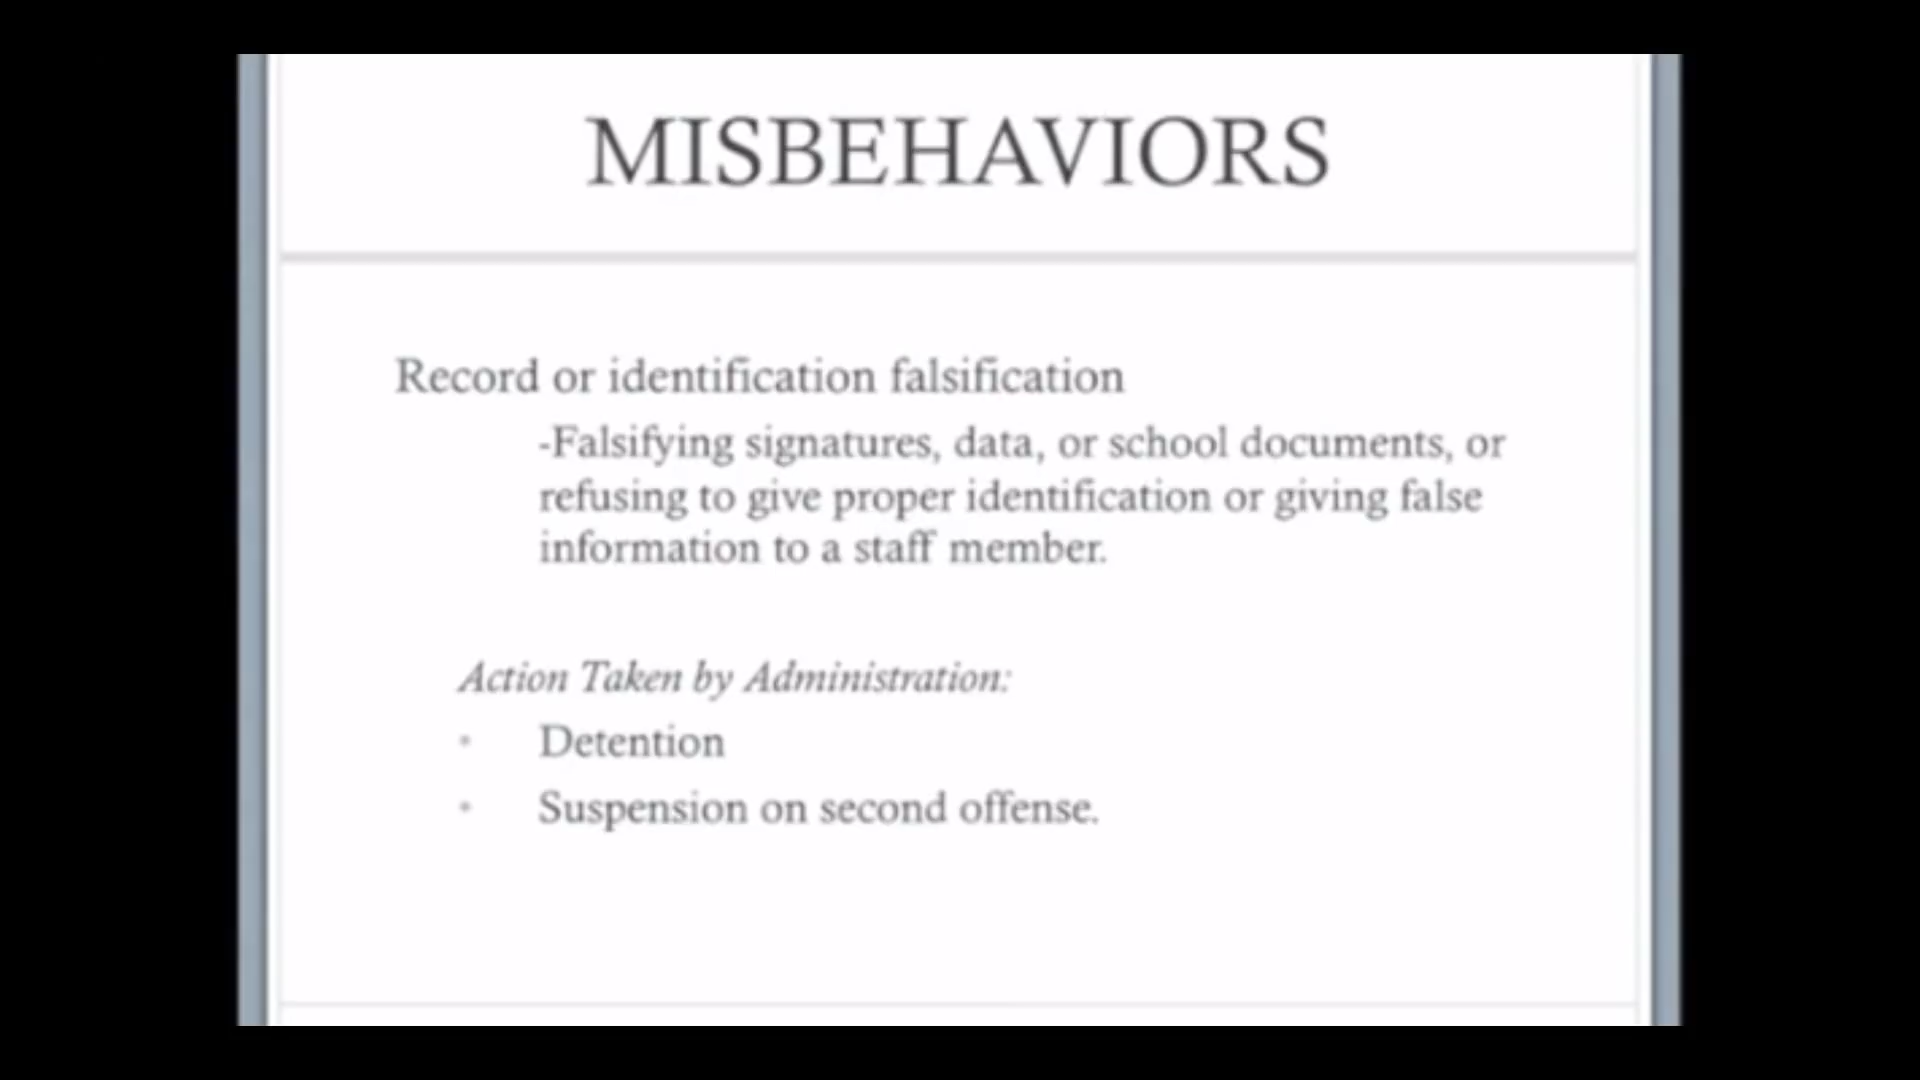 MISBEHAVIORS
Record or identification falsification
-Falsifying signatures, data, or school documents, or
refusing to give proper identification or giving false
information to a staff member.
Action Taken by Administration:
• Detention
• Suspension on second offense.